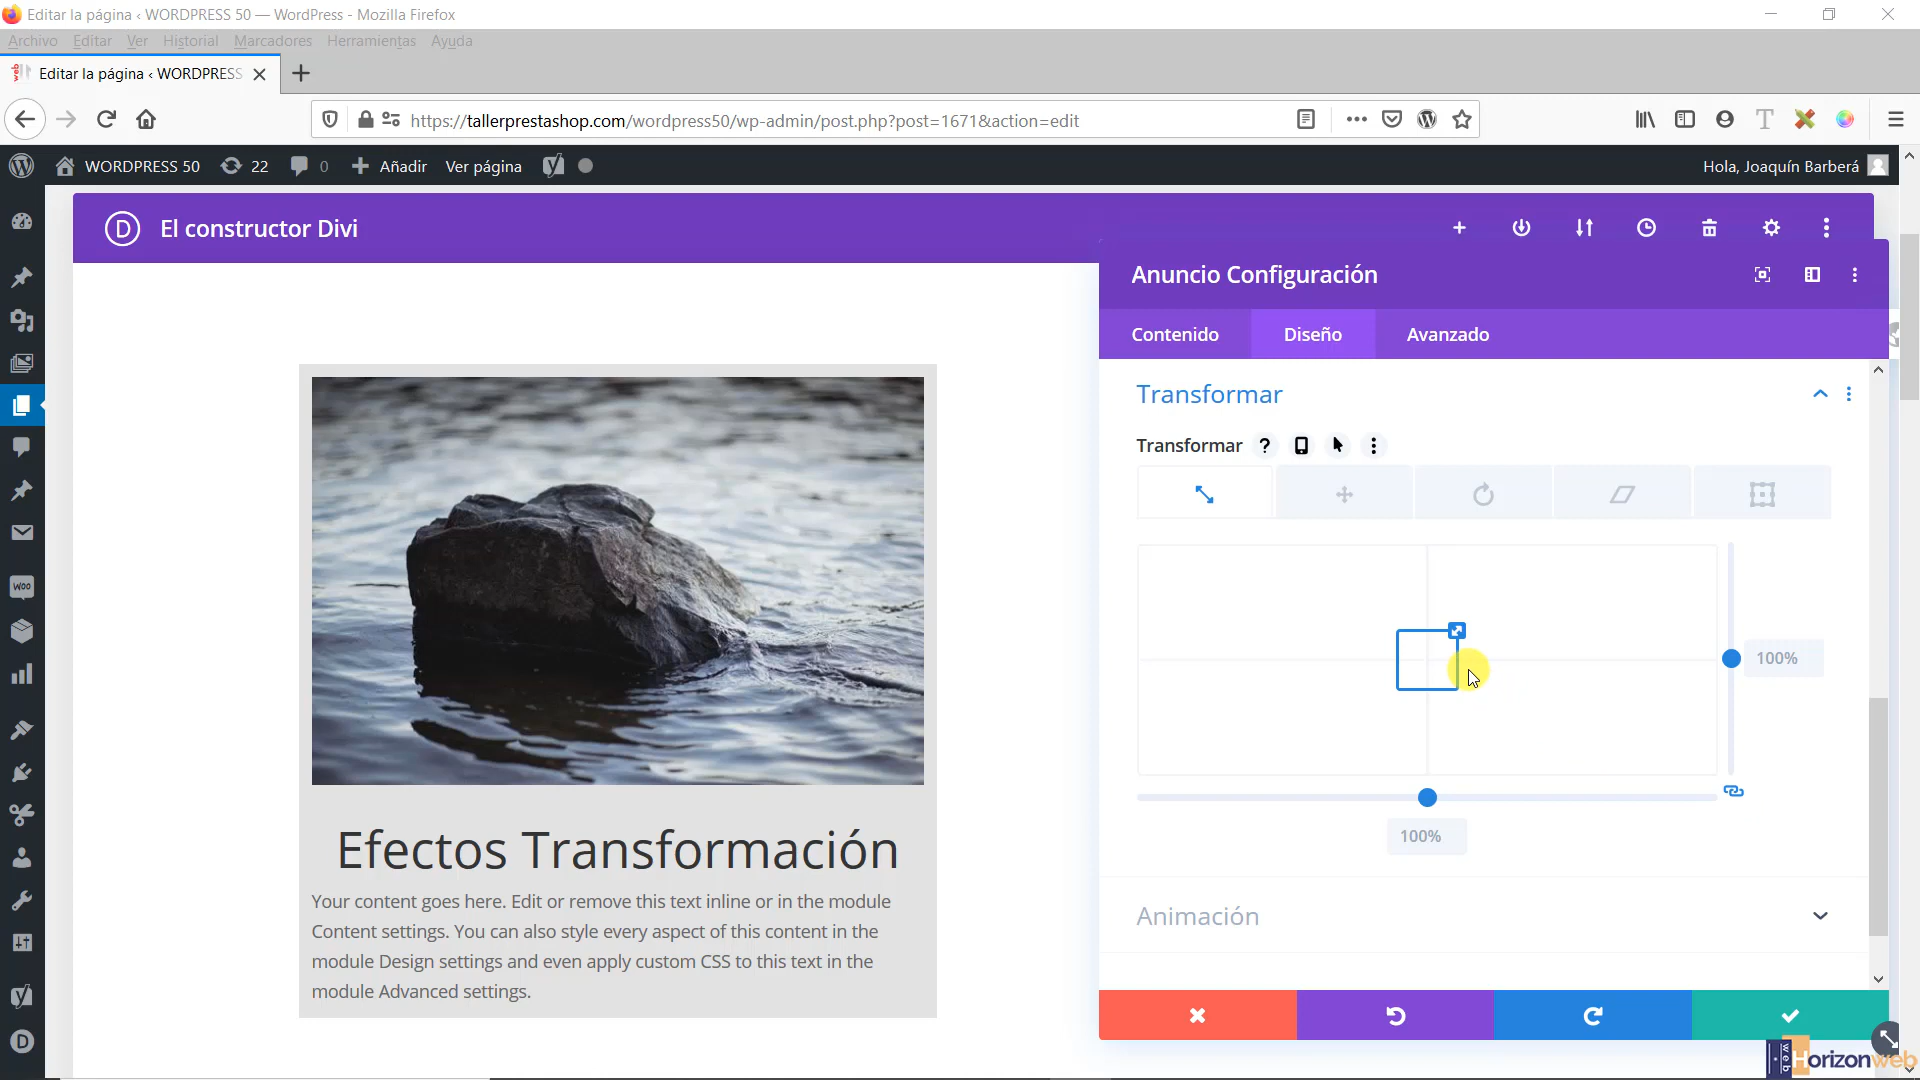 Editar la página ‹ WORDPRESS 50 — WordPress - Mozilla Firefox
Archivo Editar Ver Historial Marcadores Herramientas Ayuda
Editar la página ‹ WORDPRESS
https://tallerprestashop.com/wordpress50/wp-admin/post.php?post=1671&action=edit
WORDPRESS 50 22 0 Añadir Ver página Hola, Joaquín Barberá
El constructor Divi
Anuncio Configuración
Contenido Diseño Avanzado
Transformar
Transformar
100%
100%
Efectos Transformación
Your content goes here. Edit or remove this text inline or in the module
Content settings. You can also style every aspect of this content in the
module Design settings and even apply custom CSS to this text in the
module Advanced settings.
Animación
web Horizonweb